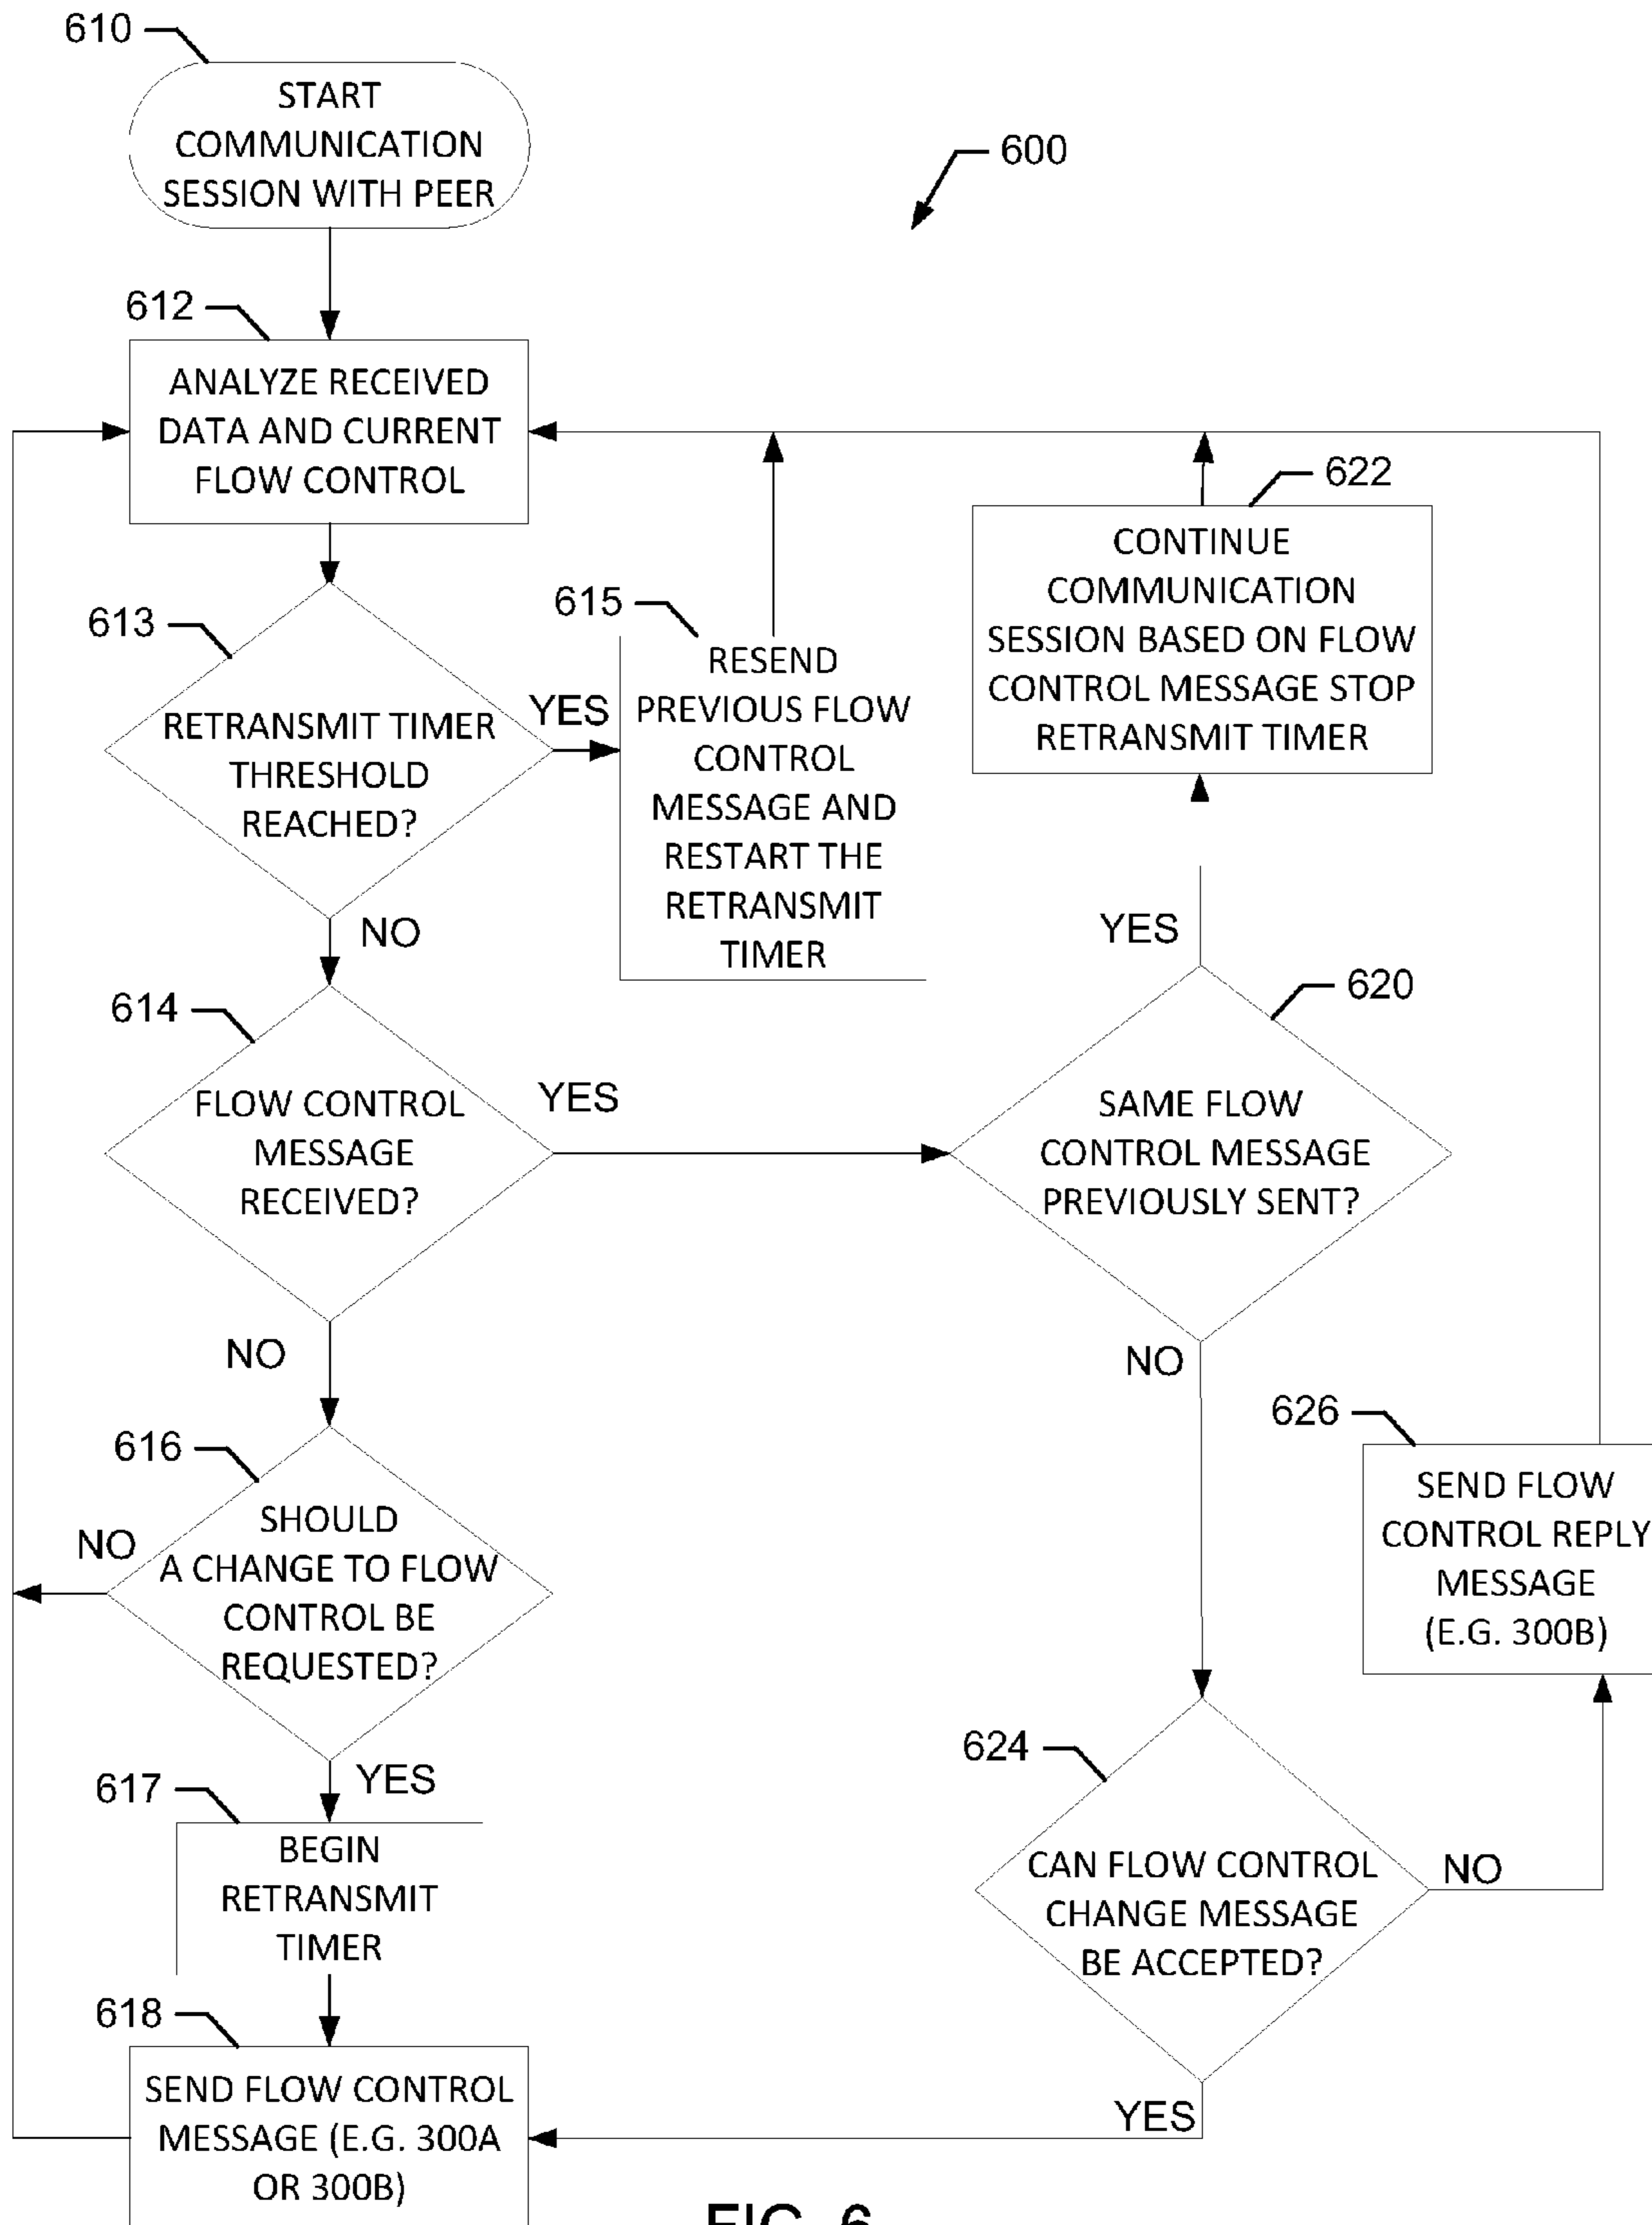 610
START
COMMUNICATION
SESSION WITH PEER
600
612
ANALYZE RECEIVED
DATA AND CURRENT
FLOW CONTROL
613
RETRANSMIT TIMER
THRESHOLD
REACHED?
YES
NO
615
RESEND
PREVIOUS FLOW
CONTROL
MESSAGE AND
RESTART THE
RETRANSMIT
TIMER
622
CONTINUE
COMMUNICATION
SESSION BASED ON FLOW
CONTROL MESSAGE STOP
RETRANSMIT TIMER
614
FLOW CONTROL
MESSAGE
RECEIVED?
YES
NO
YES
620
SAME FLOW
CONTROL MESSAGE
PREVIOUSLY SENT?
NO
616
SHOULD
A CHANGE TO FLOW
CONTROL BE
REQUESTED?
NO
YES
626
SEND FLOW
CONTROL REPLY
MESSAGE
(E.G. 300B)
617
BEGIN
RETRANSMIT
TIMER
624
CAN FLOW CONTROL
CHANGE MESSAGE
BE ACCEPTED?
NO
YES
618
SEND FLOW CONTROL
MESSAGE (E.G. 300A
OR 300B)
FIG. 6